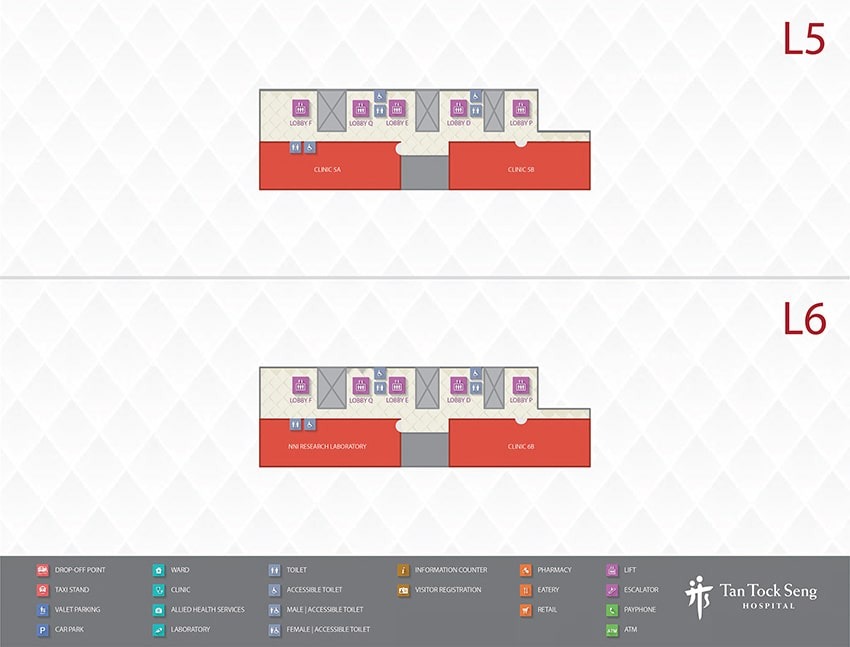 L5
LOBBY F
LOBBY Q
LOBBY E
LOBBY D
LOBBY P
CLINIC 5A
CLINIC 5B
L6
LOBBY F
LOBBY Q
LOBBY E
LOBBY D
LOBBY P
NNI RESEARCH LABORATORY
CLINIC 6B
DROP-OFF POINT
TAXI STAND
VALET PARKING
P CAR PARK
WARD
CLINIC
ALLIED HEALTH SERVICES
LABORATORY
TOILET
ACCESSIBLE TOILET
MALE | ACCESSIBLE TOILET
FEMALE | ACCESSIBLE TOILET
i INFORMATION COUNTER
VISITOR REGISTRATION
PHARMACY
EATERY
RETAIL
LIFT
ESCALATOR
PAYPHONE
ATM ATM
Tan Tock Seng
HOSPITAL